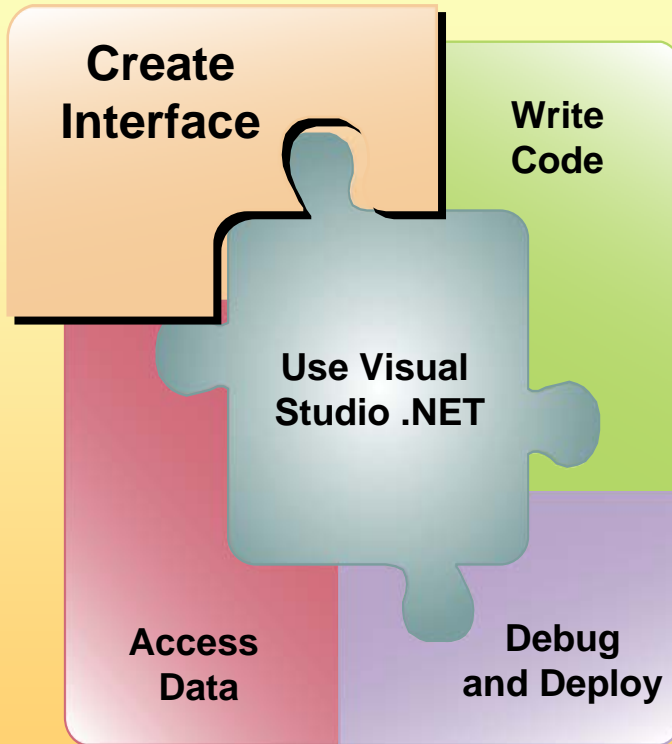 Create
Interface
Write
Code
Use Visual
Studio .NET
Access
Data
Debug
and Deploy